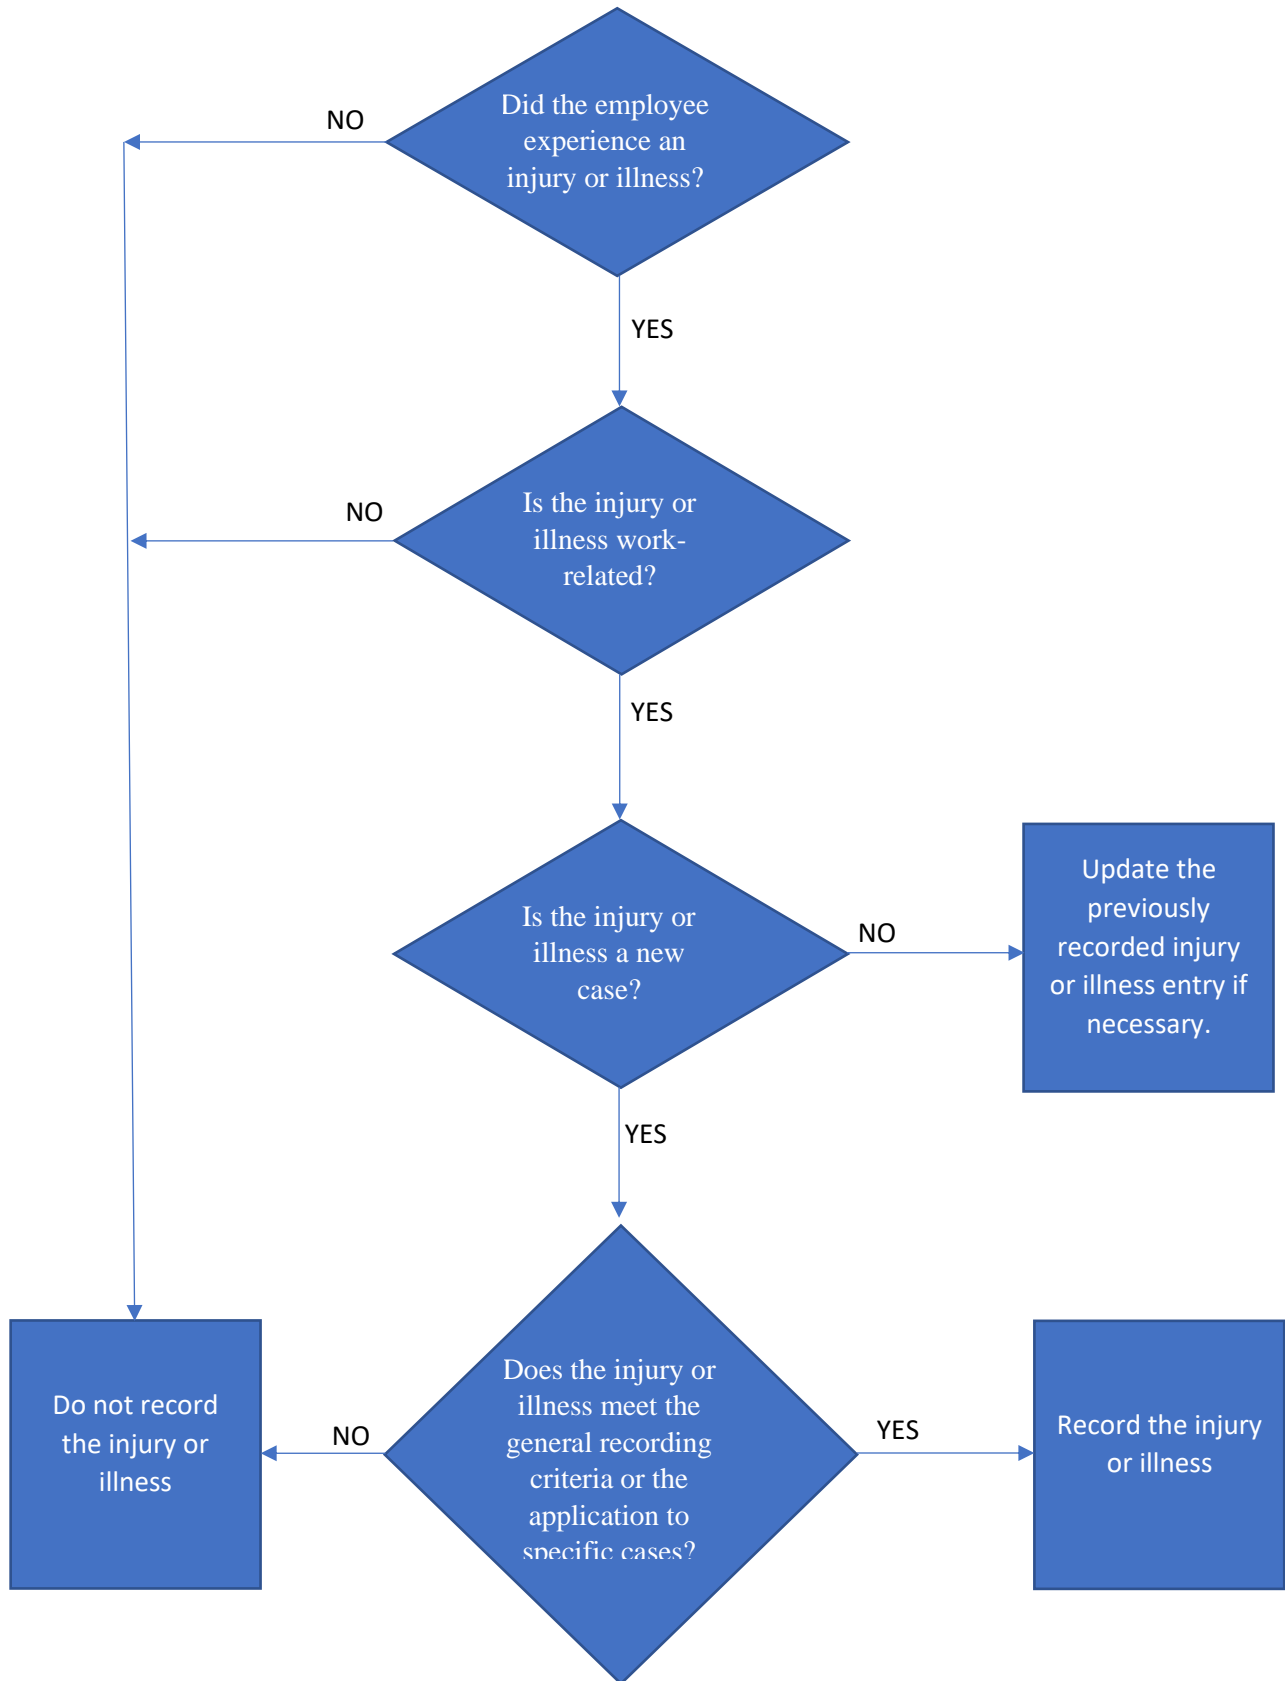 Did the employee
experience an
injury or illness?
NO
YES
Is the injury or
illness work-
related?
NO
YES
Is the injury or
illness a new
case?
NO
Update the
previously
recorded injury
or illness entry if
necessary.
YES
Does the injury or
illness meet the
general recording
criteria or the
application to
specific cases?
NO
Do not record
the injury or
illness
YES
Record the injury
or illness